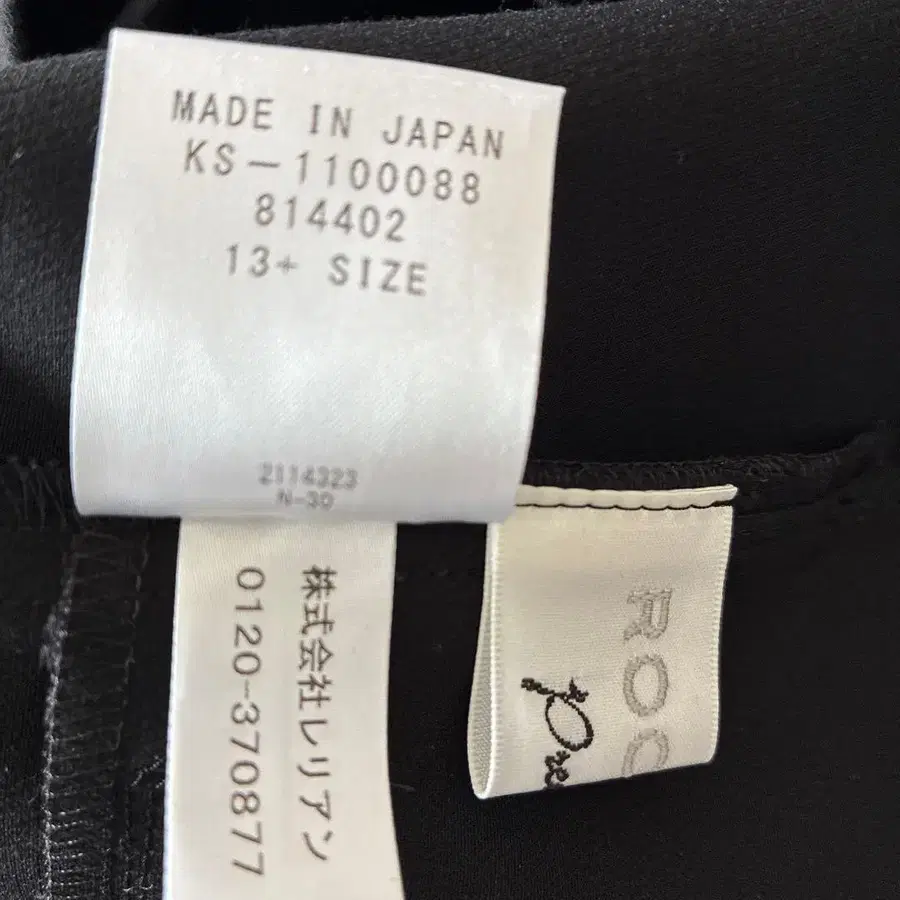 MADE IN JAPAN
KS-1100088
814402
13+ SIZE
2114323
N-30
株式会社レリアン
0120-370877
ROC
Pre